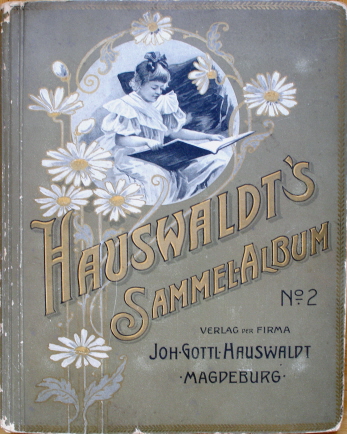 HAUSWALDT'S
SAMMEL-ALBUM
No. 2
VERLAG DER FIRMA
JOH·GOTTL·HAUSWALDT
·MAGDEBURG·